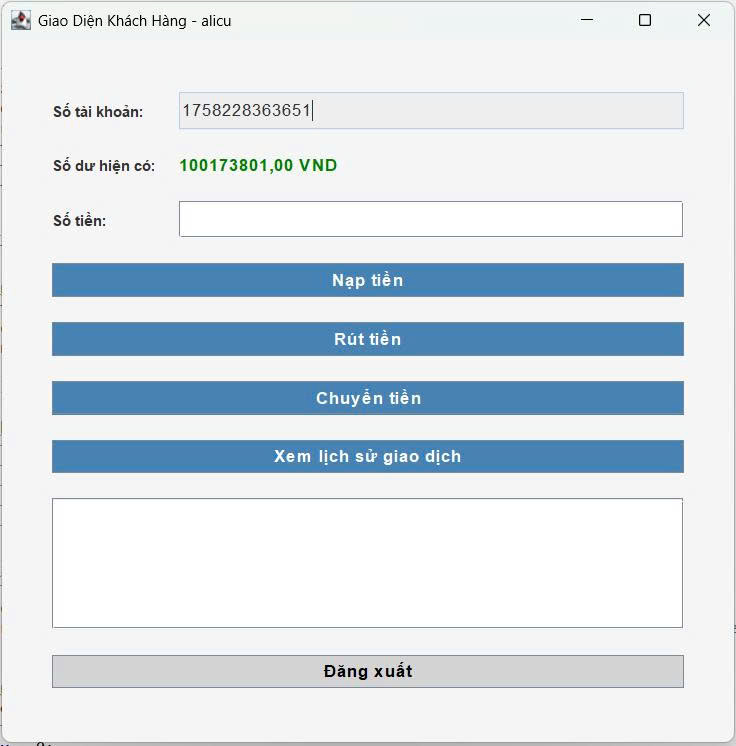 Giao Diện Khách Hàng - alicu
Số tài khoản: 1758228363651
Số dư hiện có: 100173801,00 VND
Số tiền:
Nạp tiền
Rút tiền
Chuyển tiền
Xem lịch sử giao dịch
Đăng xuất